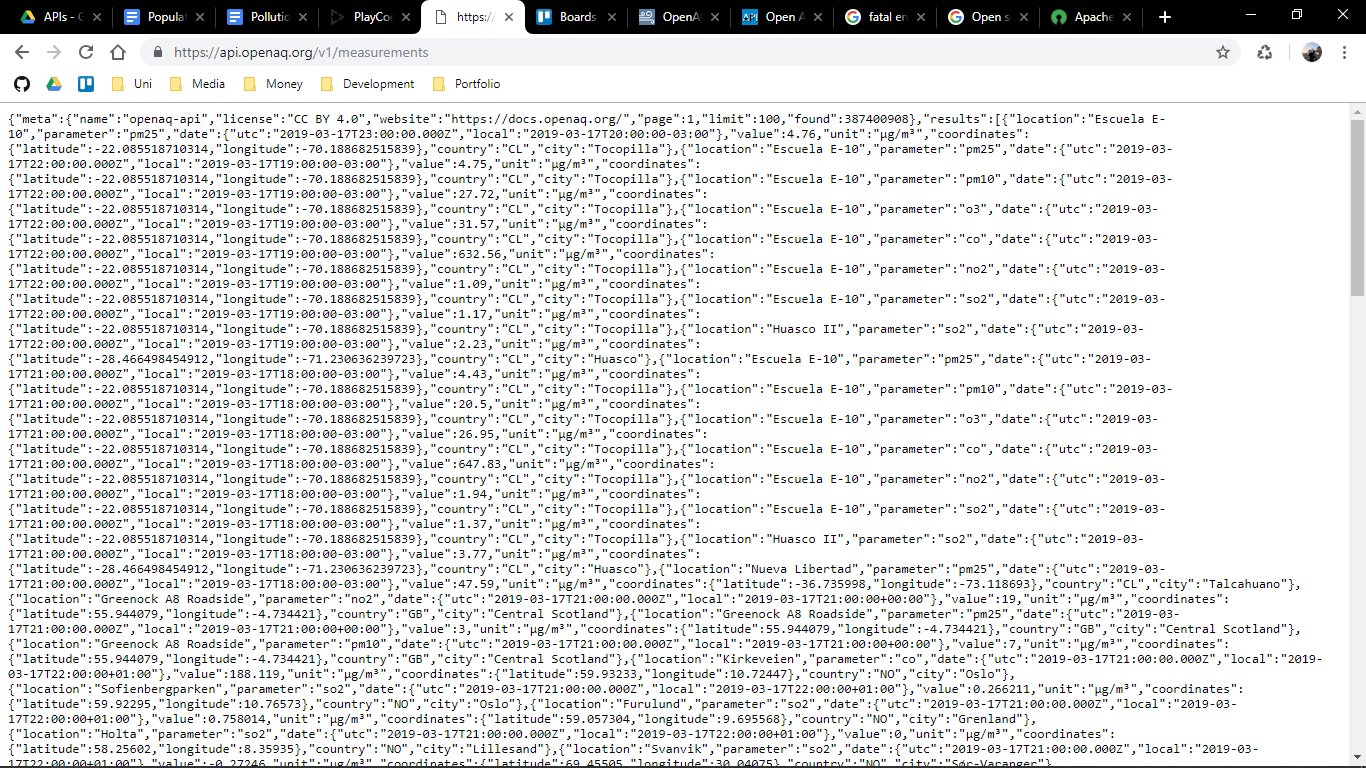 APIs - G
Populat
Pollutio
PlayCo
https:/
Boards
OpenA
Open A
fatal er
Open s
Apache
https://api.openaq.org/v1/measurements
Uni
Media
Money
Development
Portfolio
{"meta":{"name":"openaq-api","license":"CC BY 4.0","website":"https://docs.openaq.org/","page":1,"limit":100,"found":387400908},"results":[{"location":"Escuela E-
10","parameter":"pm25","date":{"utc":"2019-03-17T23:00:00.000Z","local":"2019-03-17T20:00:00-03:00"},"value":4.76,"unit":"µg/m³","coordinates":
{"latitude":-22.085518710314,"longitude":-70.188682515839},"country":"CL","city":"Tocopilla"},{"location":"Escuela E-10","parameter":"pm25","date":{"utc":"2019-03-
17T22:00:00.000Z","local":"2019-03-17T19:00:00-03:00"},"value":4.75,"unit":"µg/m³","coordinates":
{"latitude":-22.085518710314,"longitude":-70.188682515839},"country":"CL","city":"Tocopilla"},{"location":"Escuela E-10","parameter":"pm10","date":{"utc":"2019-03-
17T22:00:00.000Z","local":"2019-03-17T19:00:00-03:00"},"value":27.72,"unit":"µg/m³","coordinates":
{"latitude":-22.085518710314,"longitude":-70.188682515839},"country":"CL","city":"Tocopilla"},{"location":"Escuela E-10","parameter":"o3","date":{"utc":"2019-03-
17T22:00:00.000Z","local":"2019-03-17T19:00:00-03:00"},"value":31.57,"unit":"µg/m³","coordinates":
{"latitude":-22.085518710314,"longitude":-70.188682515839},"country":"CL","city":"Tocopilla"},{"location":"Escuela E-10","parameter":"co","date":{"utc":"2019-03-
17T22:00:00.000Z","local":"2019-03-17T19:00:00-03:00"},"value":632.56,"unit":"µg/m³","coordinates":
{"latitude":-22.085518710314,"longitude":-70.188682515839},"country":"CL","city":"Tocopilla"},{"location":"Escuela E-10","parameter":"no2","date":{"utc":"2019-03-
17T22:00:00.000Z","local":"2019-03-17T19:00:00-03:00"},"value":1.09,"unit":"µg/m³","coordinates":
{"latitude":-22.085518710314,"longitude":-70.188682515839},"country":"CL","city":"Tocopilla"},{"location":"Escuela E-10","parameter":"so2","date":{"utc":"2019-03-
17T22:00:00.000Z","local":"2019-03-17T19:00:00-03:00"},"value":1.17,"unit":"µg/m³","coordinates":
{"latitude":-22.085518710314,"longitude":-70.188682515839},"country":"CL","city":"Tocopilla"},{"location":"Huasco II","parameter":"so2","date":{"utc":"2019-03-
17T22:00:00.000Z","local":"2019-03-17T19:00:00-03:00"},"value":2.23,"unit":"µg/m³","coordinates":
{"latitude":-28.466498454912,"longitude":-71.230636239723},"country":"CL","city":"Huasco"},{"location":"Escuela E-10","parameter":"pm25","date":{"utc":"2019-03-
17T21:00:00.000Z","local":"2019-03-17T18:00:00-03:00"},"value":4.43,"unit":"µg/m³","coordinates":
{"latitude":-22.085518710314,"longitude":-70.188682515839},"country":"CL","city":"Tocopilla"},{"location":"Escuela E-10","parameter":"pm10","date":{"utc":"2019-03-
17T21:00:00.000Z","local":"2019-03-17T18:00:00-03:00"},"value":20.5,"unit":"µg/m³","coordinates":
{"latitude":-22.085518710314,"longitude":-70.188682515839},"country":"CL","city":"Tocopilla"},{"location":"Escuela E-10","parameter":"o3","date":{"utc":"2019-03-
17T21:00:00.000Z","local":"2019-03-17T18:00:00-03:00"},"value":26.95,"unit":"µg/m³","coordinates":
{"latitude":-22.085518710314,"longitude":-70.188682515839},"country":"CL","city":"Tocopilla"},{"location":"Escuela E-10","parameter":"co","date":{"utc":"2019-03-
17T21:00:00.000Z","local":"2019-03-17T18:00:00-03:00"},"value":647.83,"unit":"µg/m³","coordinates":
{"latitude":-22.085518710314,"longitude":-70.188682515839},"country":"CL","city":"Tocopilla"},{"location":"Escuela E-10","parameter":"no2","date":{"utc":"2019-03-
17T21:00:00.000Z","local":"2019-03-17T18:00:00-03:00"},"value":1.94,"unit":"µg/m³","coordinates":
{"latitude":-22.085518710314,"longitude":-70.188682515839},"country":"CL","city":"Tocopilla"},{"location":"Escuela E-10","parameter":"so2","date":{"utc":"2019-03-
17T21:00:00.000Z","local":"2019-03-17T18:00:00-03:00"},"value":1.37,"unit":"µg/m³","coordinates":
{"latitude":-22.085518710314,"longitude":-70.188682515839},"country":"CL","city":"Tocopilla"},{"location":"Huasco II","parameter":"so2","date":{"utc":"2019-03-
17T21:00:00.000Z","local":"2019-03-17T18:00:00-03:00"},"value":3.77,"unit":"µg/m³","coordinates":
{"latitude":-28.466498454912,"longitude":-71.230636239723},"country":"CL","city":"Huasco"},{"location":"Nueva Libertad","parameter":"pm25","date":{"utc":"2019-03-
17T21:00:00.000Z","local":"2019-03-17T18:00:00-03:00"},"value":47.59,"unit":"µg/m³","coordinates":{"latitude":-36.735998,"longitude":-73.118693},"country":"CL","city":"Talcahuano"},
{"location":"Greenock A8 Roadside","parameter":"no2","date":{"utc":"2019-03-17T21:00:00.000Z","local":"2019-03-17T21:00:00+00:00"},"value":19,"unit":"µg/m³","coordinates":
{"latitude":55.944079,"longitude":-4.734421},"country":"GB","city":"Central Scotland"},{"location":"Greenock A8 Roadside","parameter":"pm25","date":{"utc":"2019-03-
17T21:00:00.000Z","local":"2019-03-17T21:00:00+00:00"},"value":3,"unit":"µg/m³","coordinates":{"latitude":55.944079,"longitude":-4.734421},"country":"GB","city":"Central Scotland"},
{"location":"Greenock A8 Roadside","parameter":"pm10","date":{"utc":"2019-03-17T21:00:00.000Z","local":"2019-03-17T21:00:00+00:00"},"value":7,"unit":"µg/m³","coordinates":
{"latitude":55.944079,"longitude":-4.734421},"country":"GB","city":"Central Scotland"},{"location":"Kirkeveien","parameter":"co","date":{"utc":"2019-03-17T21:00:00.000Z","local":"2019-
03-17T22:00:00+01:00"},"value":188.119,"unit":"µg/m³","coordinates":{"latitude":59.93233,"longitude":10.72447},"country":"NO","city":"Oslo"},
{"location":"Sofienbergparken","parameter":"so2","date":{"utc":"2019-03-17T21:00:00.000Z","local":"2019-03-17T22:00:00+01:00"},"value":0.266211,"unit":"µg/m³","coordinates":
{"latitude":59.92295,"longitude":10.76573},"country":"NO","city":"Oslo"},{"location":"Furulund","parameter":"so2","date":{"utc":"2019-03-17T21:00:00.000Z","local":"2019-03-
17T22:00:00+01:00"},"value":0.758014,"unit":"µg/m³","coordinates":{"latitude":59.057304,"longitude":9.695568},"country":"NO","city":"Grenland"},
{"location":"Holta","parameter":"so2","date":{"utc":"2019-03-17T21:00:00.000Z","local":"2019-03-17T22:00:00+01:00"},"value":0,"unit":"µg/m³","coordinates":
{"latitude":58.25602,"longitude":8.35935},"country":"NO","city":"Lillesand"},{"location":"Svanvik","parameter":"so2","date":{"utc":"2019-03-17T21:00:00.000Z","local":"2019-03-
17T22:00:00+01:00"},"value":-0.27246,"unit":"µg/m³","coordinates":{"latitude":69.45505,"longitude":30.04075},"country":"NO","city":"Sør-Varanger"},